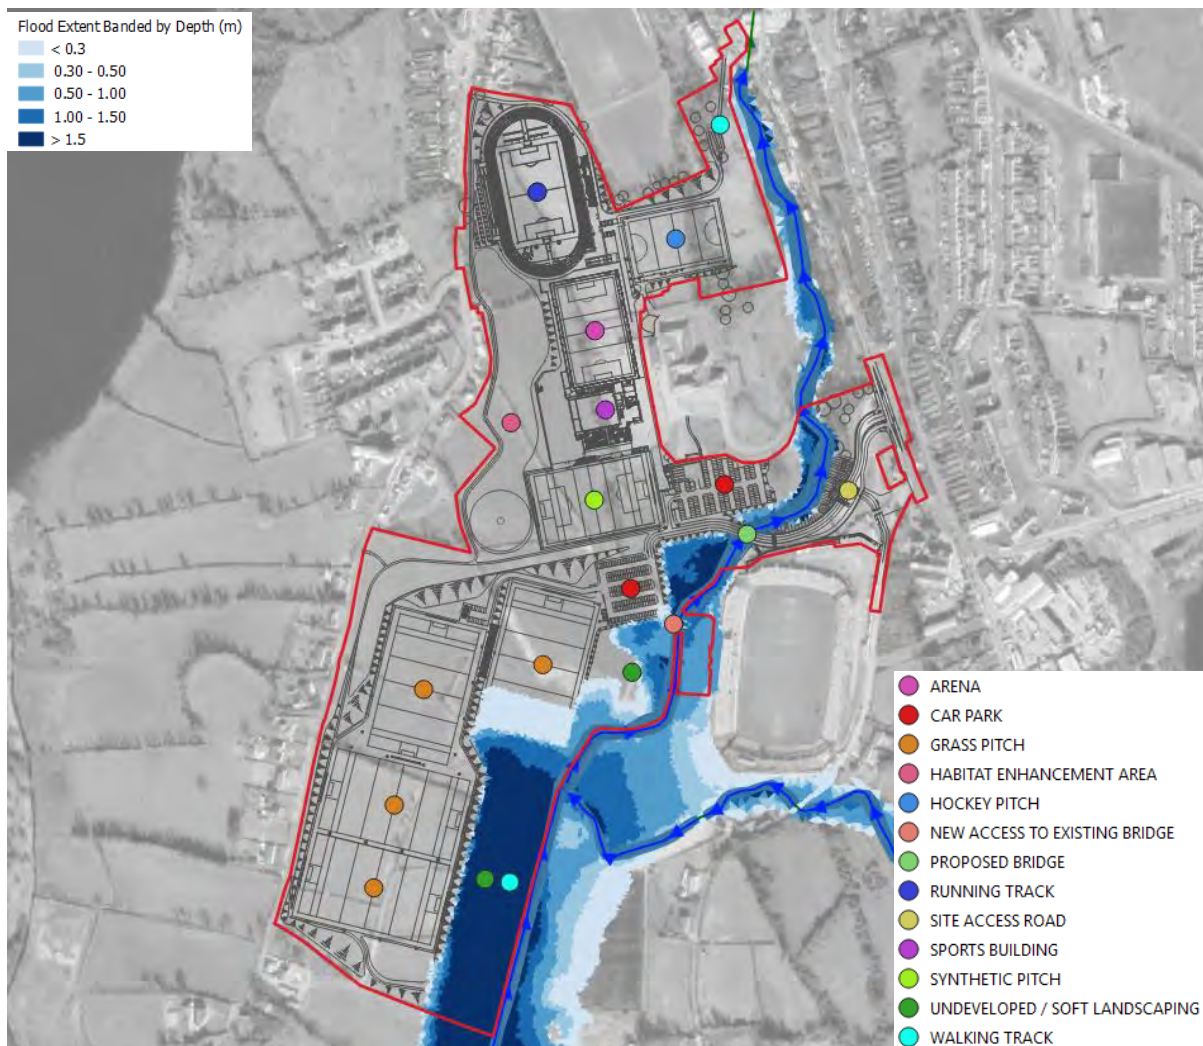 Flood Extent Banded by Depth (m)
< 0.3
0.30 - 0.50
0.50 - 1.00
1.00 - 1.50
> 1.5
ARENA
CAR PARK
GRASS PITCH
HABITAT ENHANCEMENT AREA
HOCKEY PITCH
NEW ACCESS TO EXISTING BRIDGE
PROPOSED BRIDGE
RUNNING TRACK
SITE ACCESS ROAD
SPORTS BUILDING
SYNTHETIC PITCH
UNDEVELOPED / SOFT LANDSCAPING
WALKING TRACK